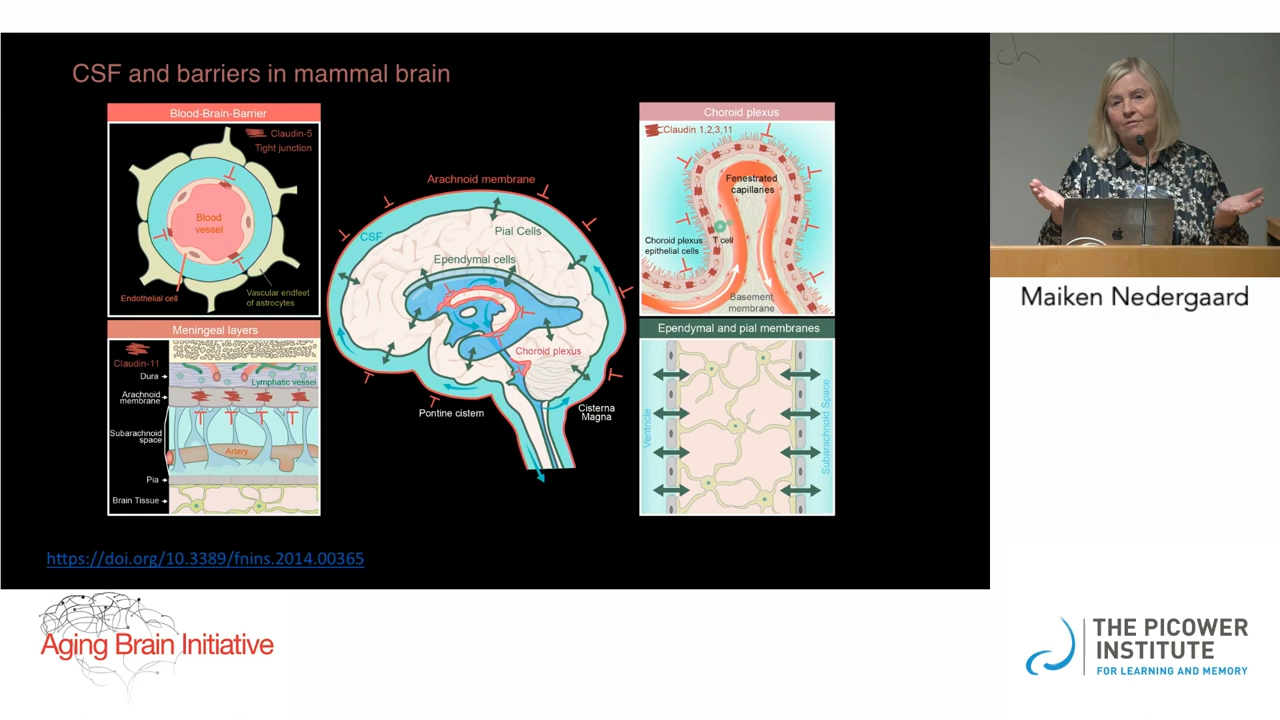 CSF and barriers in mammal brain
Blood-Brain-Barrier
Claudin-5
Tight junction
Blood
vessel
Endothelial cell
Vascular endfeet
of astrocytes
Meningeal layers
Claudin-11
Dura
Arachnoid
membrane
Subarachnoid
space
Pia
Brain Tissue
T cell
Lymphatic vessel
Artery
Arachnoid membrane
CSF
Pial Cells
Ependymal cells
Choroid plexus
Pontine cistern
Cisterna
Magna
Choroid plexus
Claudin 1,2,3,11
Fenestrated
capillaries
Choroid plexus
epithelial cells
T cell
Basement
membrane
Ependymal and pial membranes
Ventricle
Subarachnoid Space
https://doi.org/10.3389/fnins.2014.00365
Maiken Nedergaard
Aging Brain Initiative
THE PICOWER
INSTITUTE
FOR LEARNING AND MEMORY